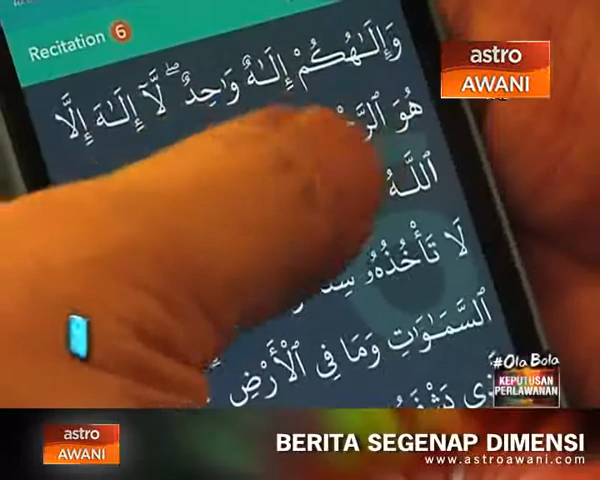 Recitation 6
وَإِلَـٰهُكُمْ إِلَـٰهٌ وَٰحِدٌ ۖ لَّآ إِلَـٰهَ إِلَّا
هُوَ
ٱللَّـهُ
لَا تَأْخُذُهُۥ
ٱلسَّمَـٰوَٰتِ وَمَا فِى ٱلْأَرْضِ
astro
AWANI
#Ola Bola
KEPUTUSAN
PERLAWANAN
astro
AWANI
BERITA SEGENAP DIMENSI
www.astroawani.com